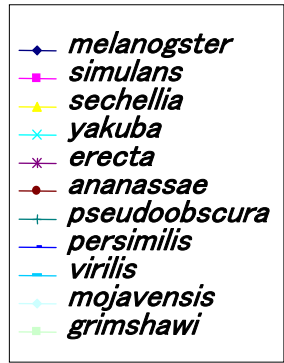 melanogster
simulans
sechellia
yakuba
erecta
ananassae
pseudoobscura
persimilis
virilis
mojavensis
grimshawi